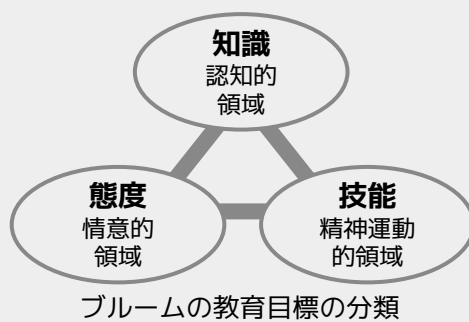 知識
認知的
領域
態度
情意的
領域
技能
精神運動
的領域
ブルームの教育目標の分類